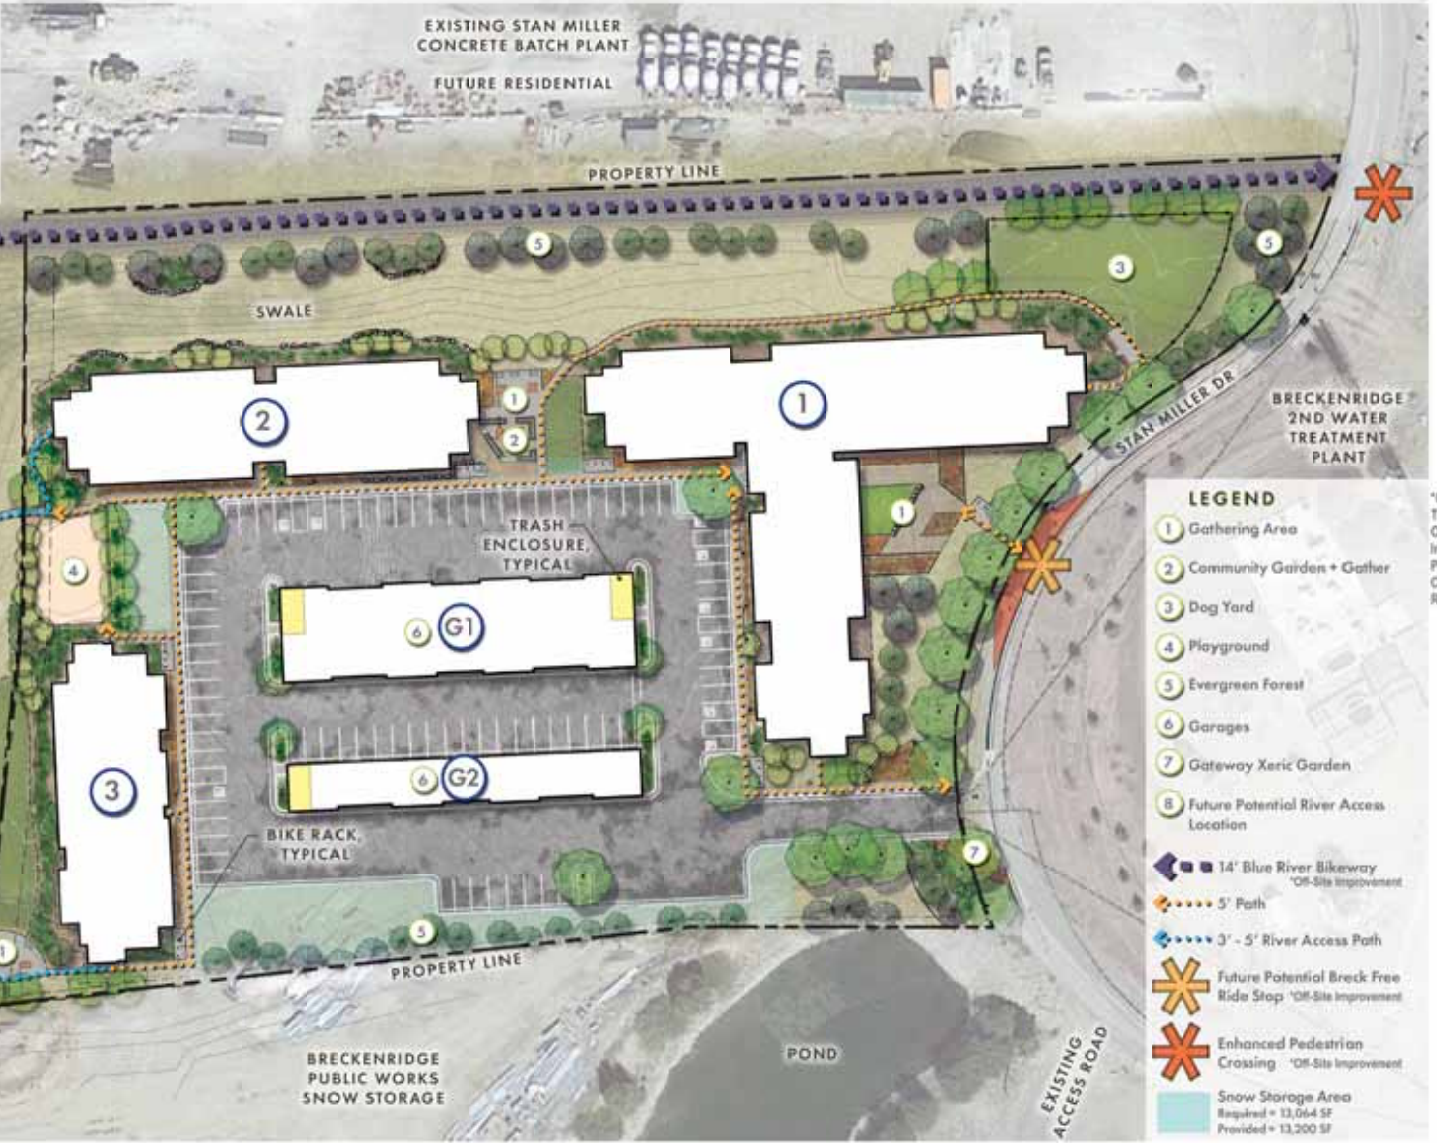 EXISTING STAN MILLER
CONCRETE BATCH PLANT
FUTURE RESIDENTIAL
PROPERTY LINE
5
5
3
SWALE
1
2
2
1
STAN MILLER DR
BRECKENRIDGE
2ND WATER
TREATMENT
PLANT
TRASH
ENCLOSURE,
TYPICAL
1
4
6
G1
3
6
G2
BIKE RACK,
TYPICAL
7
5
1
PROPERTY LINE
BRECKENRIDGE
PUBLIC WORKS
SNOW STORAGE
POND
EXISTING
ACCESS ROAD
LEGEND
1 Gathering Area
2 Community Garden + Gather
3 Dog Yard
4 Playground
5 Evergreen Forest
6 Garages
7 Gateway Xeric Garden
8 Future Potential River Access
Location
14' Blue River Bikeway
*Off-Site Improvement
5' Path
3' - 5' River Access Path
Future Potential Breck Free
Ride Stop *Off-Site Improvement
Enhanced Pedestrian
Crossing *Off-Site Improvement
Snow Storage Area
Required = 13,064 SF
Provided = 13,200 SF